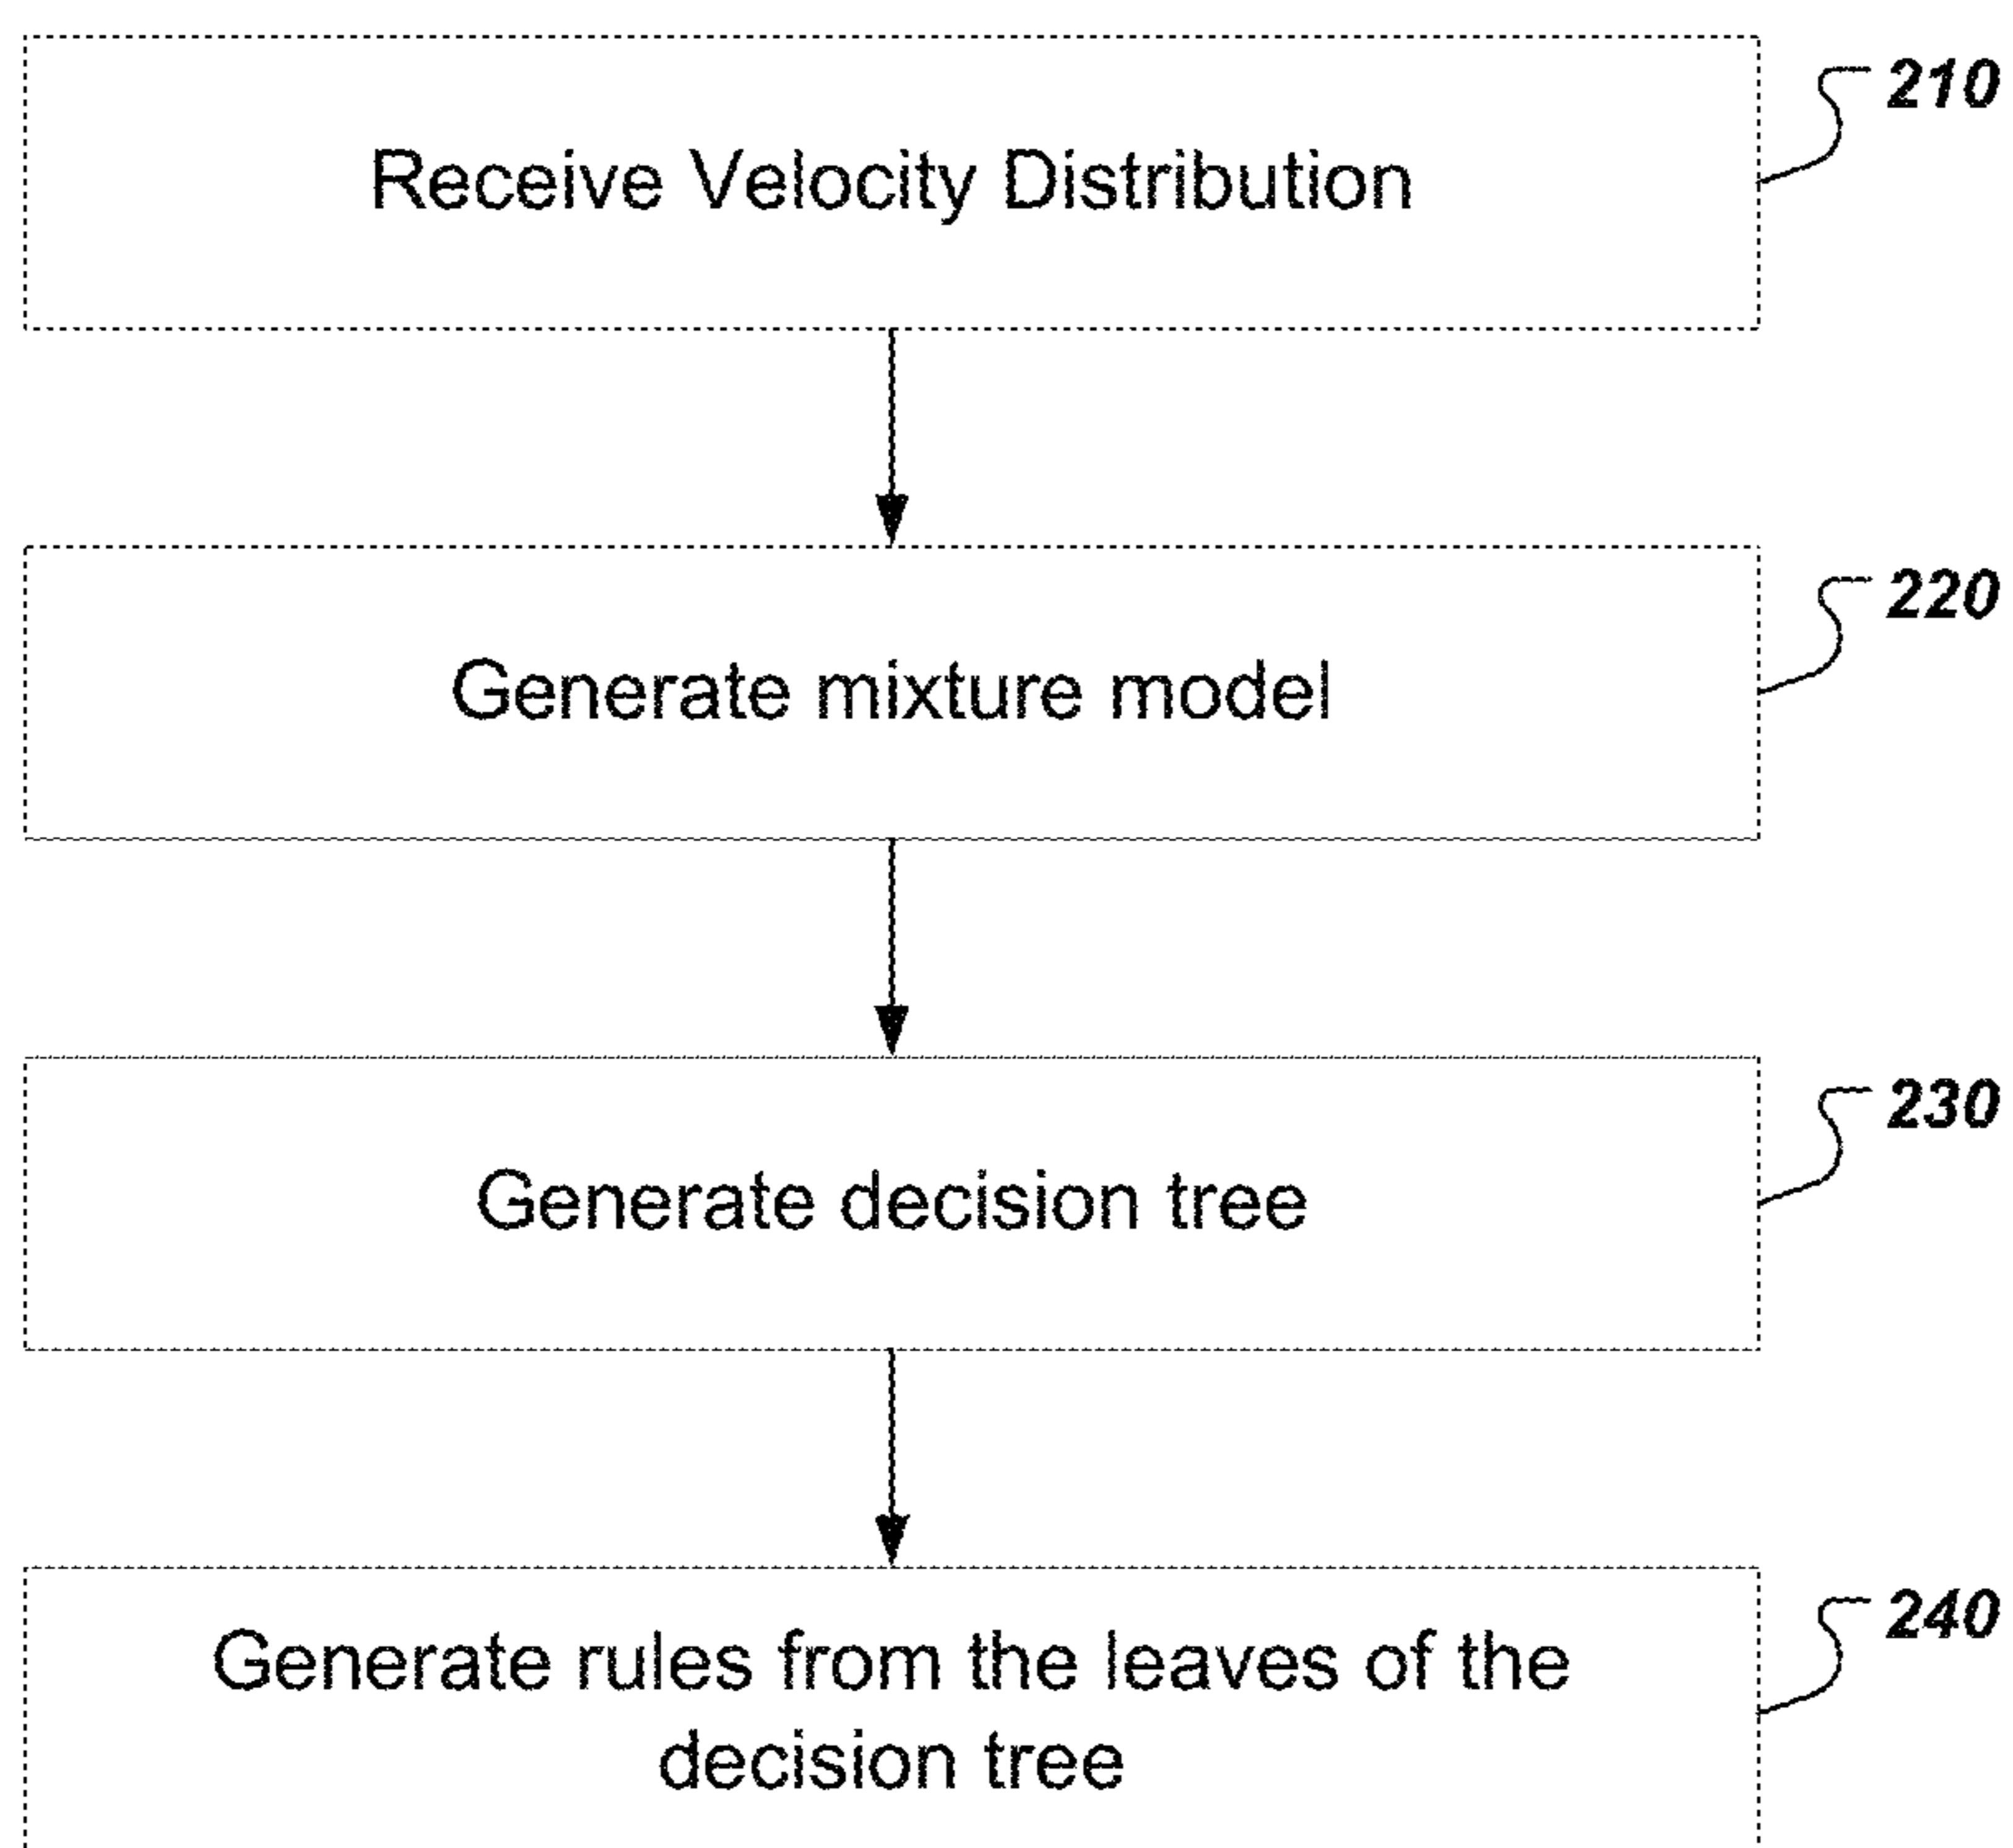 Receive Velocity Distribution
210
Generate mixture model
220
Generate decision tree
230
Generate rules from the leaves of the
decision tree
240